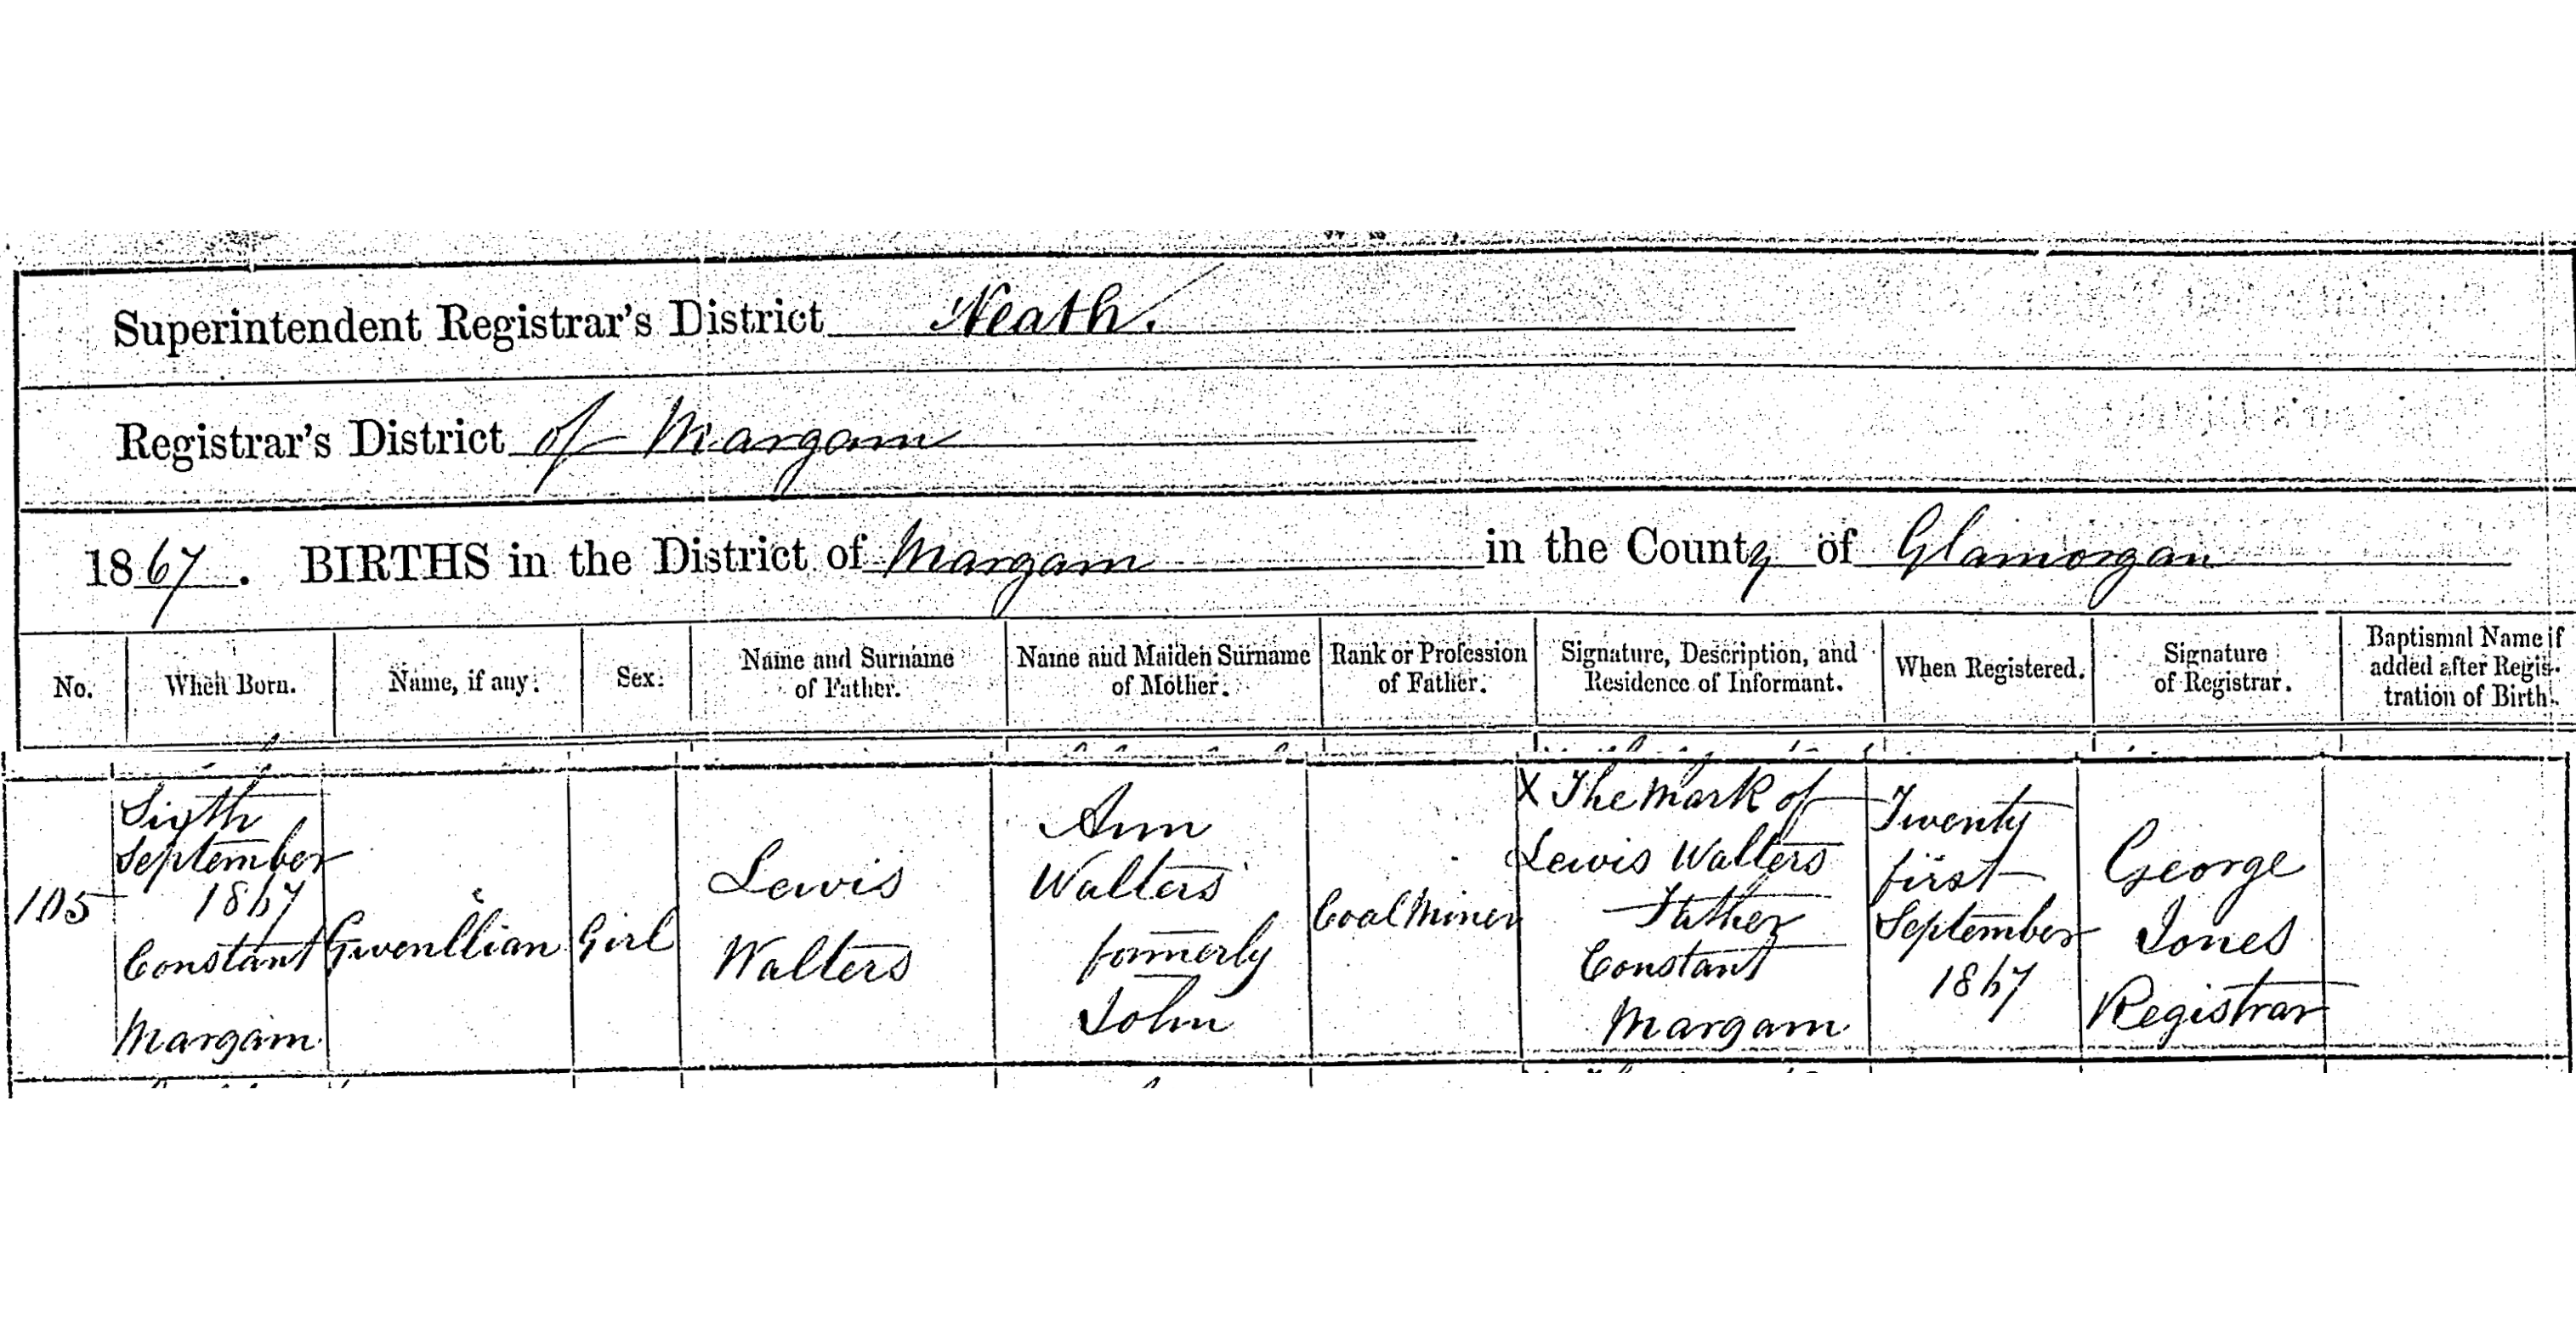 Superintendent Registrar's District Neath.
Registrar's District of Margam
1867. BIRTHS in the District of Margam in the County of Glamorgan
No. When Born. Name, if any. Sex. Name and Surname of Father. Name and Maiden Surname of Mother. Rank or Profession of Father. Signature, Description, and Residence of Informant. When Registered. Signature of Registrar. Baptismal Name if added after Registration of Birth.
105
Sixth
September
1867
Constant
Margam
Gwenllian
Girl
Lewis
Walters
Ann
Walters
formerly
John
Coal Miner
X The Mark of
Lewis Walters
Father
Constant
Margam
Twenty
first
September
1867
George
Jones
Registrar